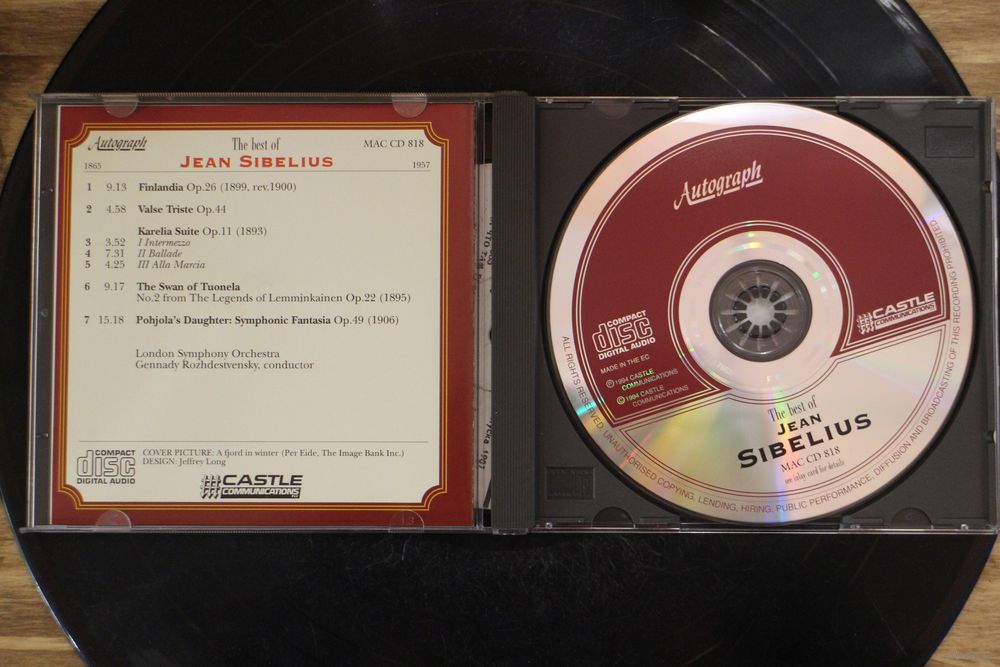 Autograph
The best of
MAC CD 818
JEAN SIBELIUS
1865
1957
1 9.13 Finlandia Op.26 (1899, rev.1900)
2 4.58 Valse Triste Op.44
Karelia Suite Op.11 (1893)
3 3.52 I Intermezzo
4 7.31 II Ballade
5 4.25 III Alla Marcia
6 9.17 The Swan of Tuonela
No.2 from The Legends of Lemminkainen Op.22 (1895)
7 15.18 Pohjola's Daughter: Symphonic Fantasia Op.49 (1906)
London Symphony Orchestra
Gennady Rozhdestvensky, conductor
COMPACT
disc
DIGITAL AUDIO
COVER PICTURE: A fjord in winter (Per Eide, The Image Bank Inc.)
DESIGN: Jeffrey Long
CASTLE
COMMUNICATIONS
Autograph
COMPACT
disc
DIGITAL AUDIO
CASTLE
COMMUNICATIONS
MADE IN THE EC
℗1994 CASTLE
COMMUNICATIONS
©1994 CASTLE
COMMUNICATIONS
The best of
JEAN
SIBELIUS
MAC CD 818
see inlay card for details
ALL RIGHTS RESERVED. UNAUTHORISED COPYING, LENDING, HIRING, PUBLIC PERFORMANCE, DIFFUSION AND BROADCASTING OF THIS RECORDING PROHIBITED.